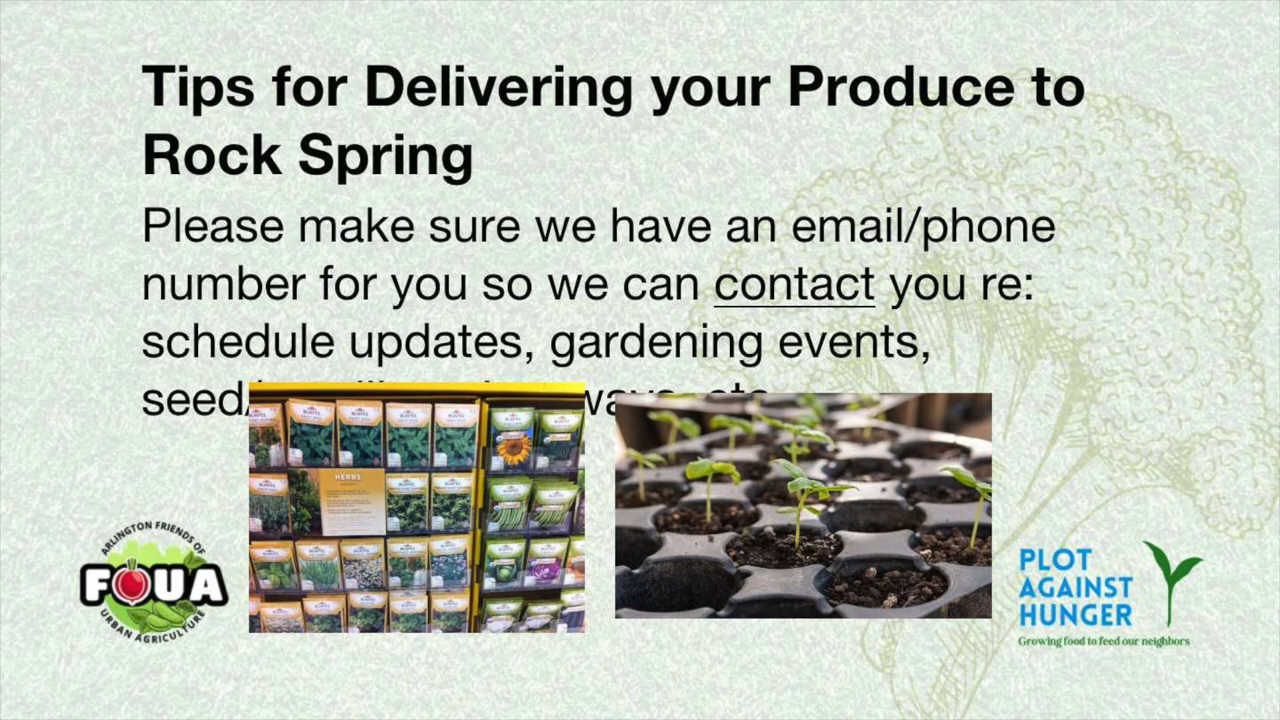 Tips for Delivering your Produce to
Rock Spring
Please make sure we have an email/phone
number for you so we can contact you re:
schedule updates, gardening events,
seed/
HERBS
ARLINGTON FRIENDS OF
FOUA
URBAN AGRICULTURE
PLOT
AGAINST
HUNGER
Growing food to feed our neighbors